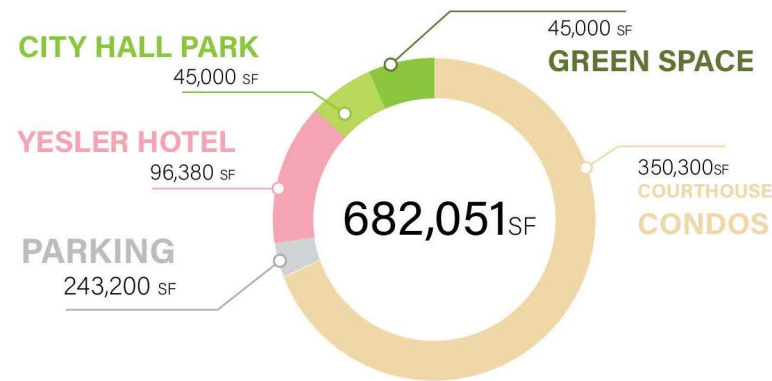 CITY HALL PARK
45,000 SF
45,000 SF
GREEN SPACE
YESLER HOTEL
96,380 SF
350,300SF
COURTHOUSE
CONDOS
682,051SF
PARKING
243,200 SF